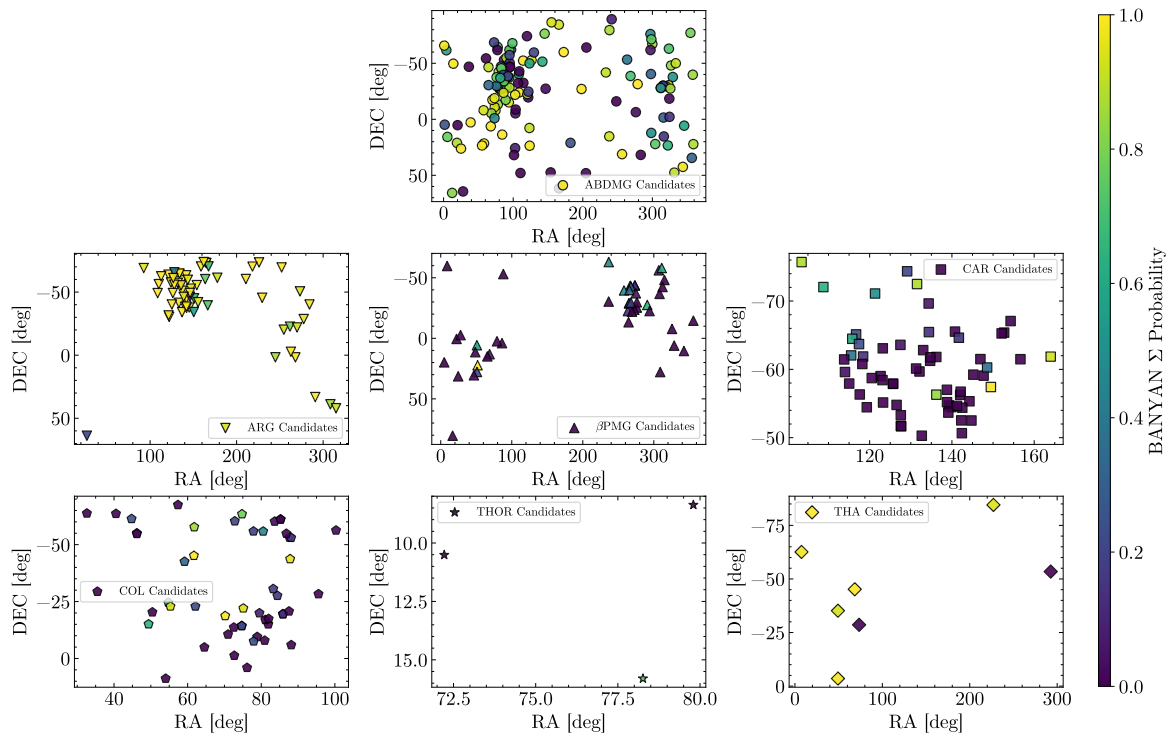 −50
0
50
DEC [deg]
ABDMG Candidates
0 100 200 300
RA [deg]
−50
0
50
DEC [deg]
ARG Candidates
100 200 300
RA [deg]
−50
0
50
DEC [deg]
βPMG Candidates
0 100 200 300
RA [deg]
−70
−60
−50
DEC [deg]
CAR Candidates
120 140 160
RA [deg]
−50
−25
0
DEC [deg]
COL Candidates
40 60 80 100
RA [deg]
10.0
12.5
15.0
DEC [deg]
THOR Candidates
72.5 75.0 77.5 80.0
RA [deg]
−75
−50
−25
0
DEC [deg]
THA Candidates
0 100 200 300
RA [deg]
1.0
0.8
0.6
0.4
0.2
0.0
BANYAN Σ Probability